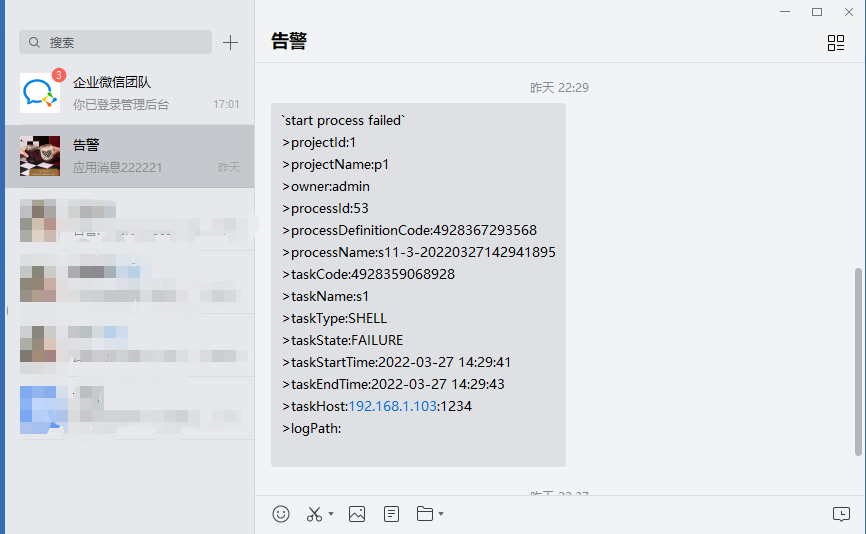 搜索
3
企业微信团队
你已登录管理后台
17:01
告警
应用消息222221
昨天
告警
昨天 22:29
`start process failed`
>projectId:1
>projectName:p1
>owner:admin
>processId:53
>processDefinitionCode:4928367293568
>processName:s11-3-20220327142941895
>taskCode:4928359068928
>taskName:s1
>taskType:SHELL
>taskState:FAILURE
>taskStartTime:2022-03-27 14:29:41
>taskEndTime:2022-03-27 14:29:43
>taskHost:192.168.1.103:1234
>logPath: